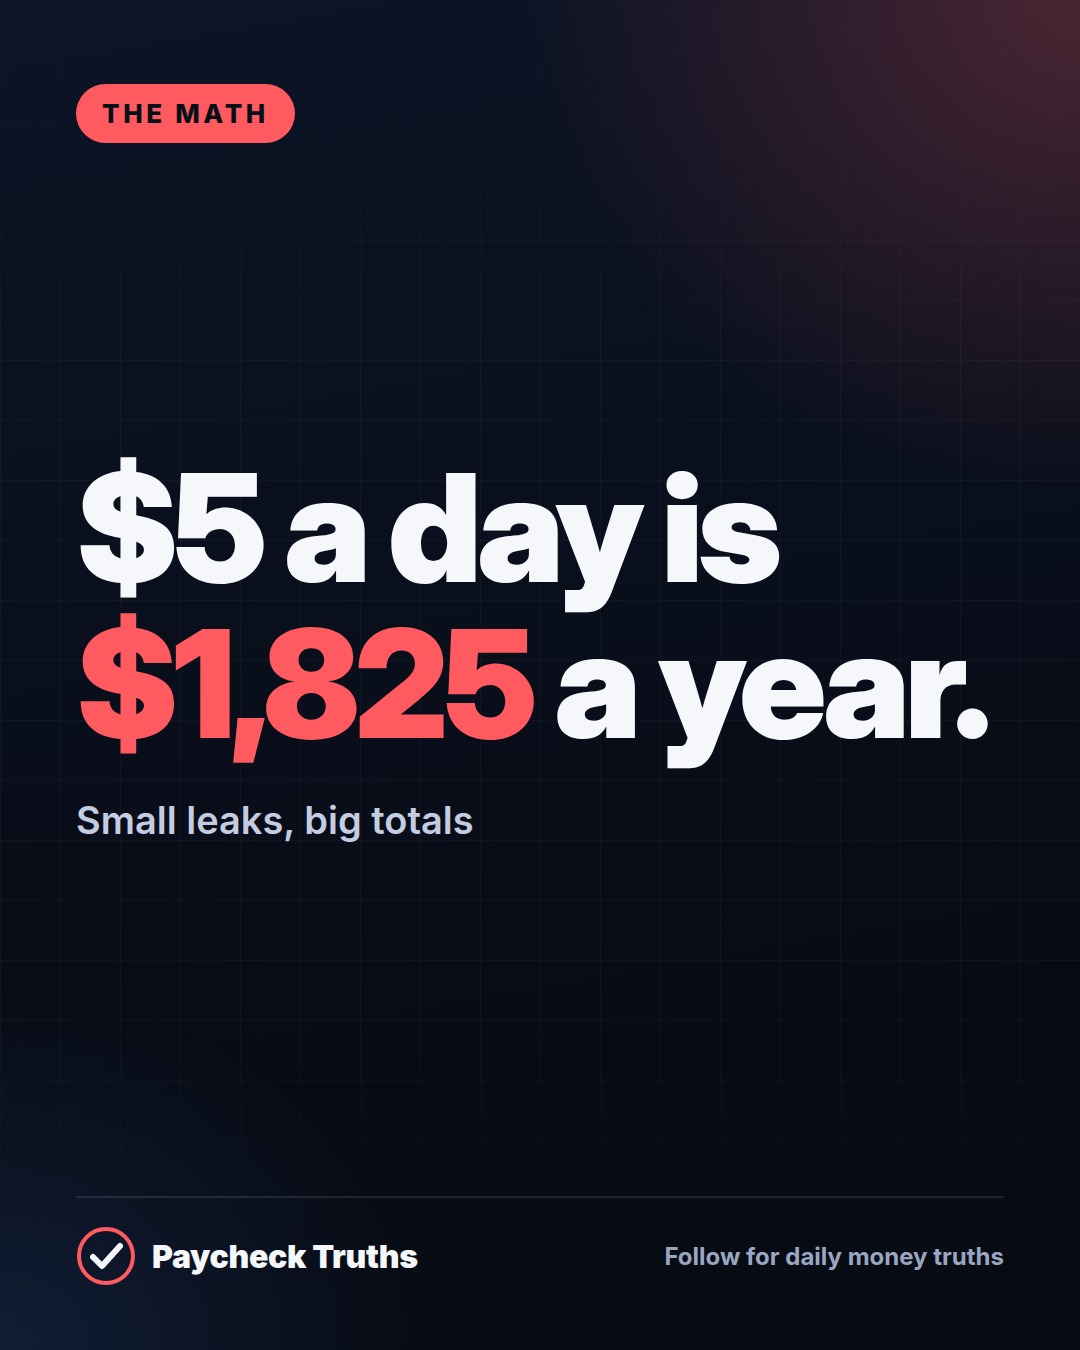 THE MATH
$5 a day is
$1,825 a year.
Small leaks, big totals
Paycheck Truths
Follow for daily money truths